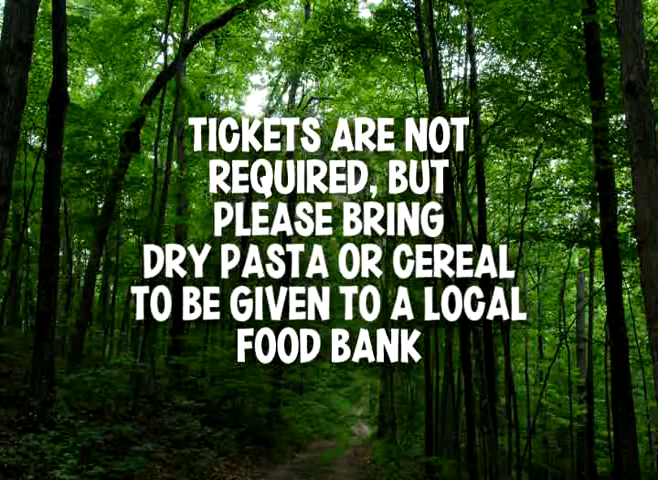 TICKETS ARE NOT
REQUIRED, BUT
PLEASE BRING
DRY PASTA OR CEREAL
TO BE GIVEN TO A LOCAL
FOOD BANK